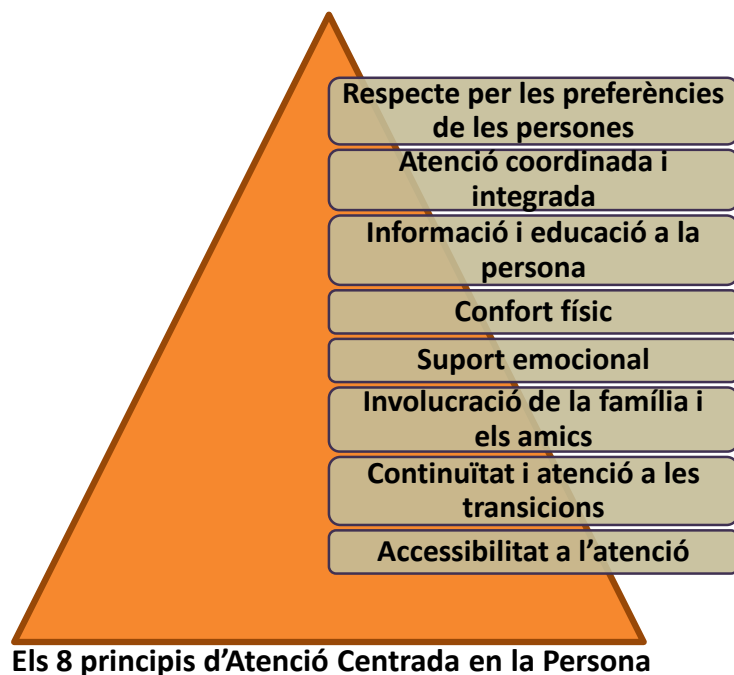 Respecte per les preferències
de les persones
Atenció coordinada i
integrada
Informació i educació a la
persona
Confort físic
Suport emocional
Involucració de la família i
els amics
Continuïtat i atenció a les
transicions
Accessibilitat a l’atenció
Els 8 principis d’Atenció Centrada en la Persona